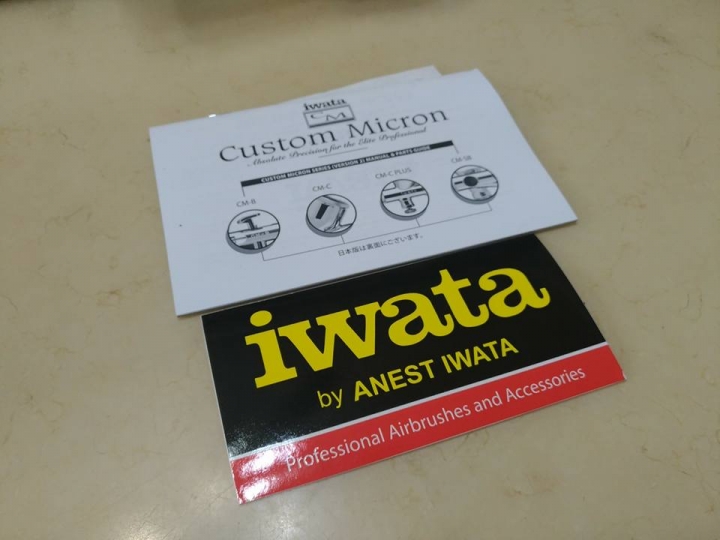 iwata
CM
Custom Micron
Absolute Precision for the Elite Professional
CUSTOM MICRON SERIES (VERSION 2) MANUAL & PARTS GUIDE
CM-B
CM-C
CM-C PLUS
CM-SB
日本版は裏面にございます。
iwata
by ANEST IWATA
Professional Airbrushes and Accessories